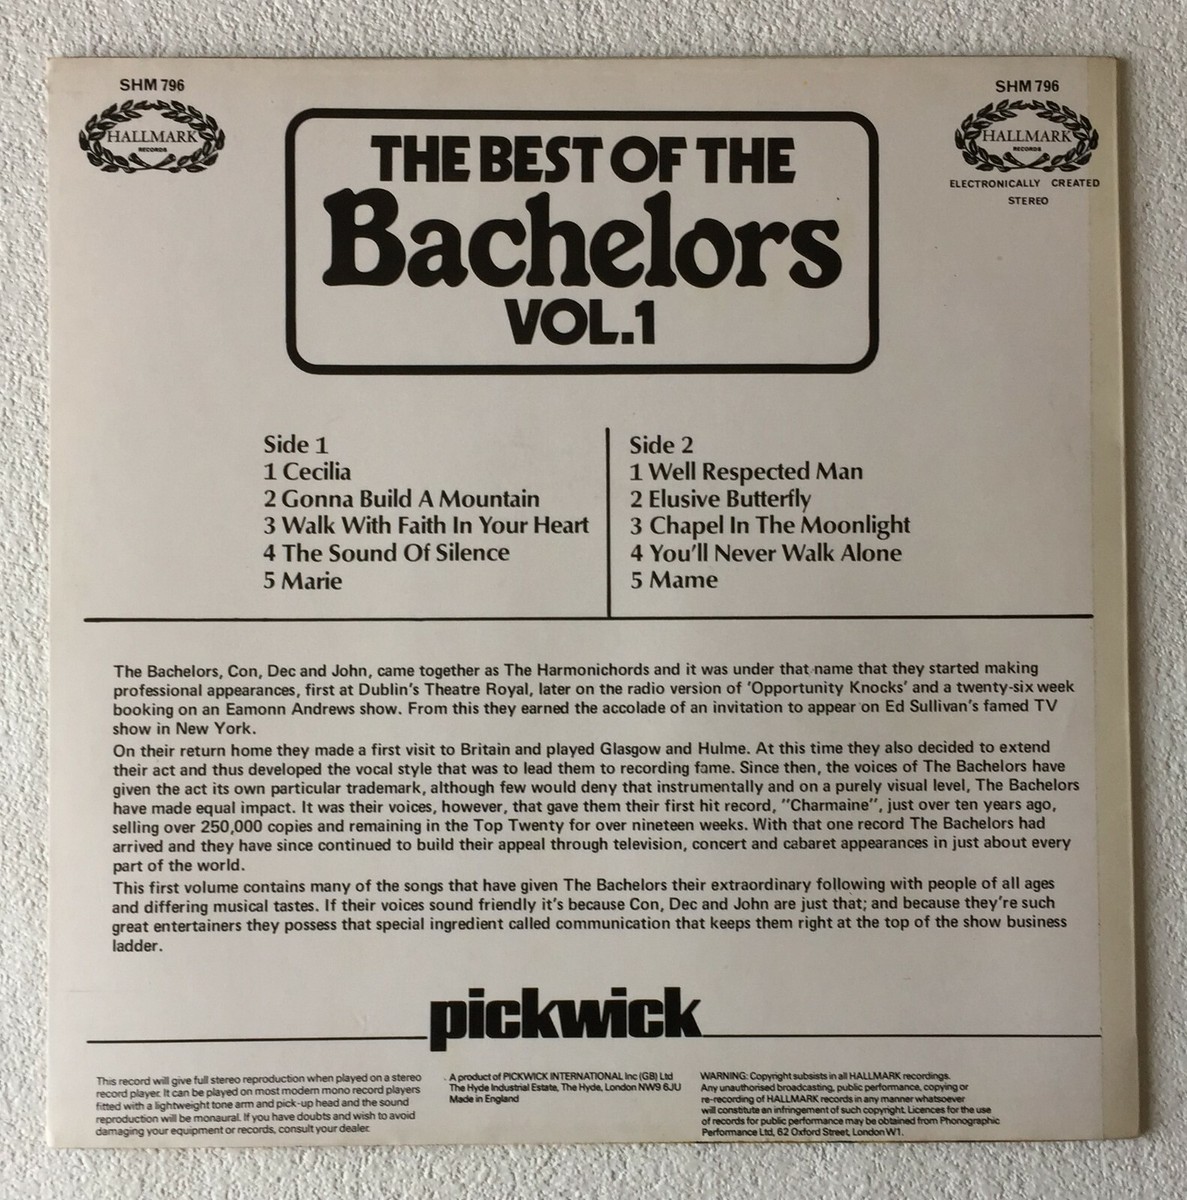 SHM 796
HALLMARK
RECORDS
SHM 796
HALLMARK
RECORDS
ELECTRONICALLY CREATED
STEREO
THE BEST OF THE
Bachelors
VOL.1
Side 1
1 Cecilia
2 Gonna Build A Mountain
3 Walk With Faith In Your Heart
4 The Sound Of Silence
5 Marie
Side 2
1 Well Respected Man
2 Elusive Butterfly
3 Chapel In The Moonlight
4 You'll Never Walk Alone
5 Mame
The Bachelors, Con, Dec and John, came together as The Harmonichords and it was under that name that they started making
professional appearances, first at Dublin's Theatre Royal, later on the radio version of 'Opportunity Knocks' and a twenty-six week
booking on an Eamonn Andrews show. From this they earned the accolade of an invitation to appear on Ed Sullivan's famed TV
show in New York.
On their return home they made a first visit to Britain and played Glasgow and Hulme. At this time they also decided to extend
their act and thus developed the vocal style that was to lead them to recording fame. Since then, the voices of The Bachelors have
given the act its own particular trademark, although few would deny that instrumentally and on a purely visual level, The Bachelors
have made equal impact. It was their voices, however, that gave them their first hit record, "Charmaine", just over ten years ago,
selling over 250,000 copies and remaining in the Top Twenty for over nineteen weeks. With that one record The Bachelors had
arrived and they have since continued to build their appeal through television, concert and cabaret appearances in just about every
part of the world.
This first volume contains many of the songs that have given The Bachelors their extraordinary following with people of all ages
and differing musical tastes. If their voices sound friendly it's because Con, Dec and John are just that; and because they're such
great entertainers they possess that special ingredient called communication that keeps them right at the top of the show business
ladder.
pickwick
This record will give full stereo reproduction when played on a stereo
record player. It can be played on most modern mono record players
fitted with a lightweight tone arm and pick-up head and the sound
reproduction will be monaural. If you have doubts and wish to avoid
damaging your equipment or records, consult your dealer.
A product of PICKWICK INTERNATIONAL Inc (GB) Ltd
The Hyde Industrial Estate, The Hyde, London NW9 6JU
Made in England
WARNING: Copyright subsists in all HALLMARK recordings.
Any unauthorised broadcasting, public performance, copying or
re-recording of HALLMARK records in any manner whatsoever
will constitute an infringement of such copyright. Licences for the use
of records for public performance may be obtained from Phonographic
Performance Ltd, 62 Oxford Street, London W1.